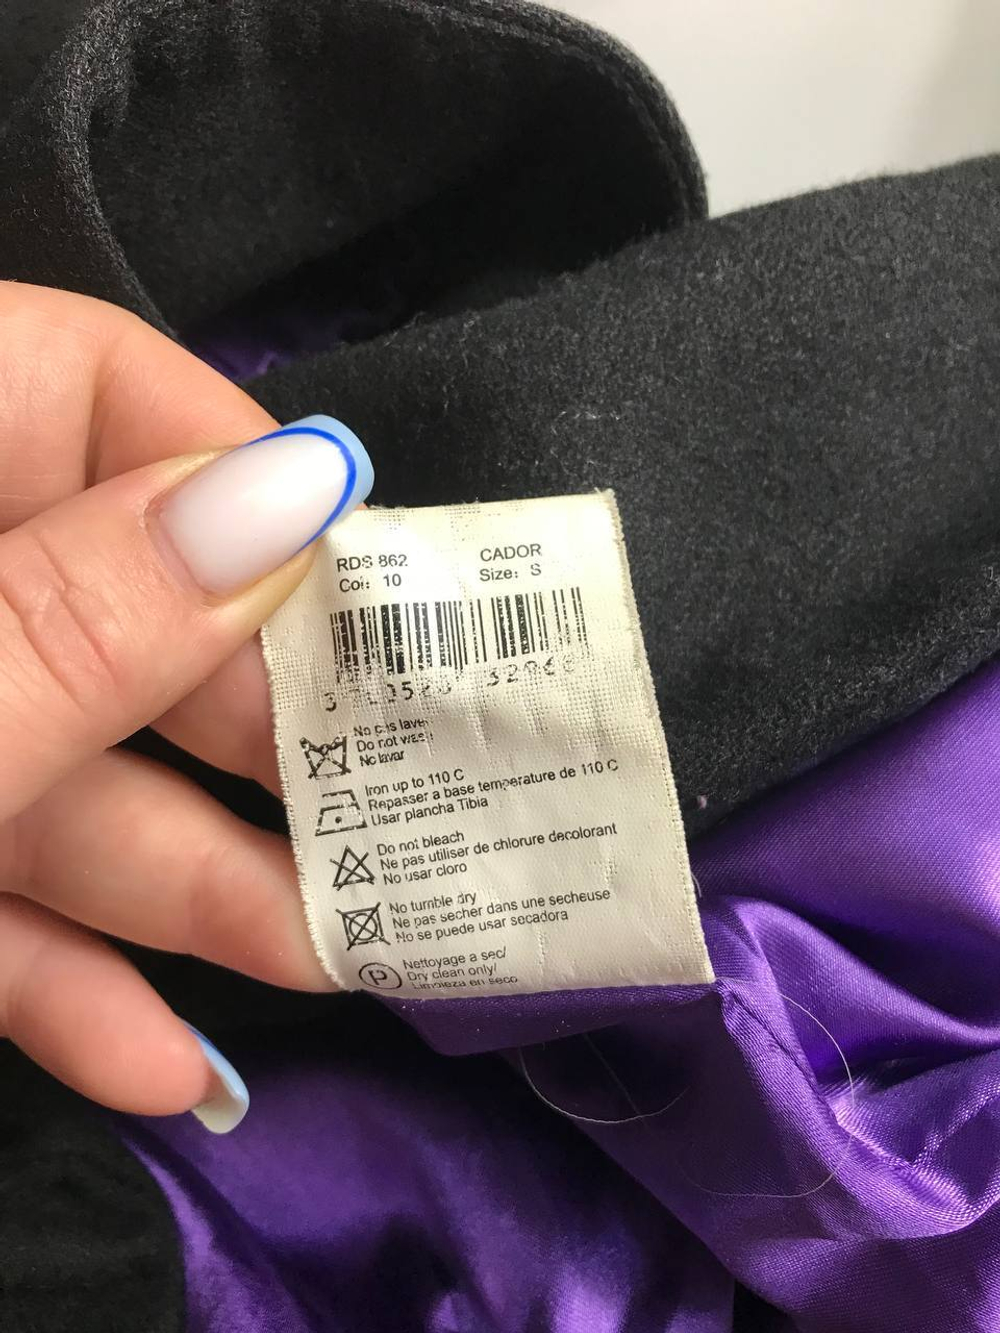 RDS 862 CADOR
Col: 10 Size: S
Do not wash
No lavar
Iron up to 110 C
Repasser a base temperature de 110 C
Usar plancha Tibia
Do not bleach
Ne pas utiliser de chlorure decolorant
No usar cloro
No tumble dry
Ne pas secher dans une secheuse
No se puede usar secadora
P
Nettoyage a sec/
Dry clean only/
Limpieza en seco